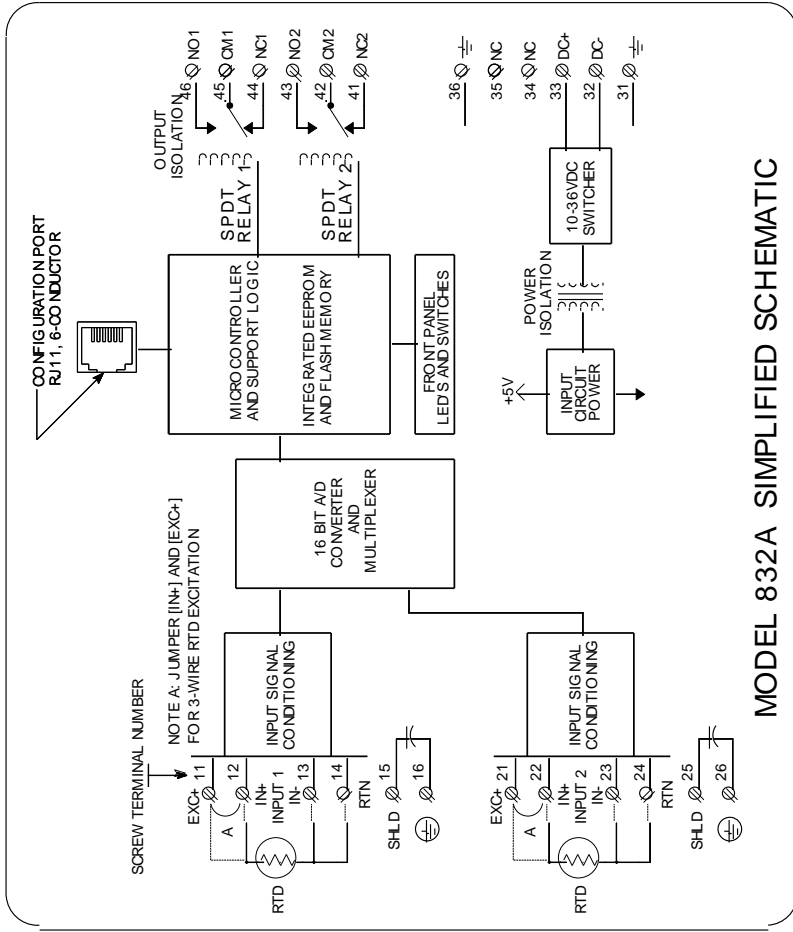 CONFIGURATION PORT
RJ11, 6-CONDUCTOR
SCREW TERMINAL NUMBER
NOTE A: JUMPER [IN+] AND [EXC+]
FOR 3-WIRE RTD EXCITATION
EXC+
11
12
IN+
INPUT 1
IN-
13
14
RTN
A
RTD
SHLD
15
16
INPUT SIGNAL
CONDITIONING
EXC+
21
22
IN+
INPUT 2
IN-
23
24
RTN
A
RTD
SHLD
25
26
INPUT SIGNAL
CONDITIONING
16 BIT A/D
CONVERTER
AND
MULTIPLEXER
MICROCONTROLLER
AND SUPPORT LOGIC
INTEGRATED EEPROM
AND FLASH MEMORY
FRONT PANEL
LED'S AND SWITCHES
SPDT
RELAY 1
SPDT
RELAY 2
OUTPUT
ISOLATION
46 NO1
45 CM1
44 NC1
43 NO2
42 CM2
41 NC2
+5V
INPUT
CIRCUIT
POWER
POWER
ISOLATION
10-36VDC
SWITCHER
36
35 NC
34 NC
33 DC+
32 DC-
31
MODEL 832A SIMPLIFIED SCHEMATIC